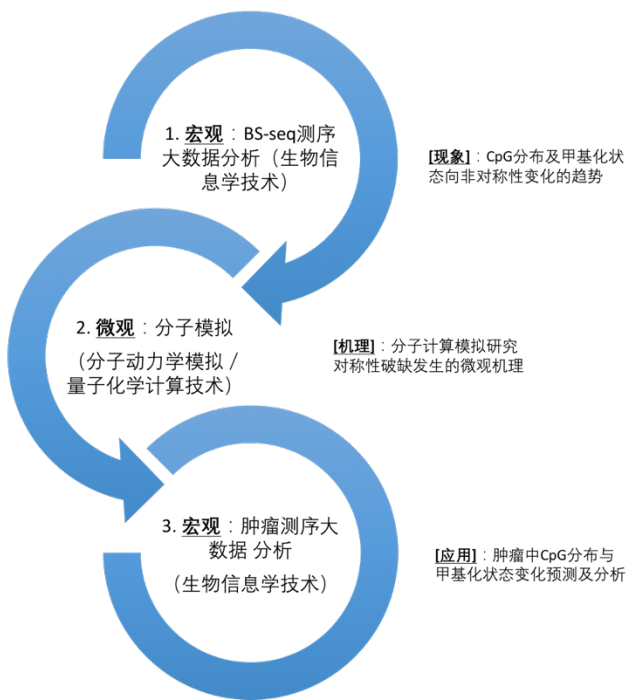 1. 宏观：BS-seq测序
大数据分析（生物信
息学技术）
[现象]：CpG分布及甲基化状
态向非对称性变化的趋势
2. 微观：分子模拟
（分子动力学模拟 /
量子化学计算技术）
[机理]：分子计算模拟研究
对称性破缺发生的微观机理
3. 宏观：肿瘤测序大
数据 分析
（生物信息学技术）
[应用]：肿瘤中CpG分布与
甲基化状态变化预测及分析